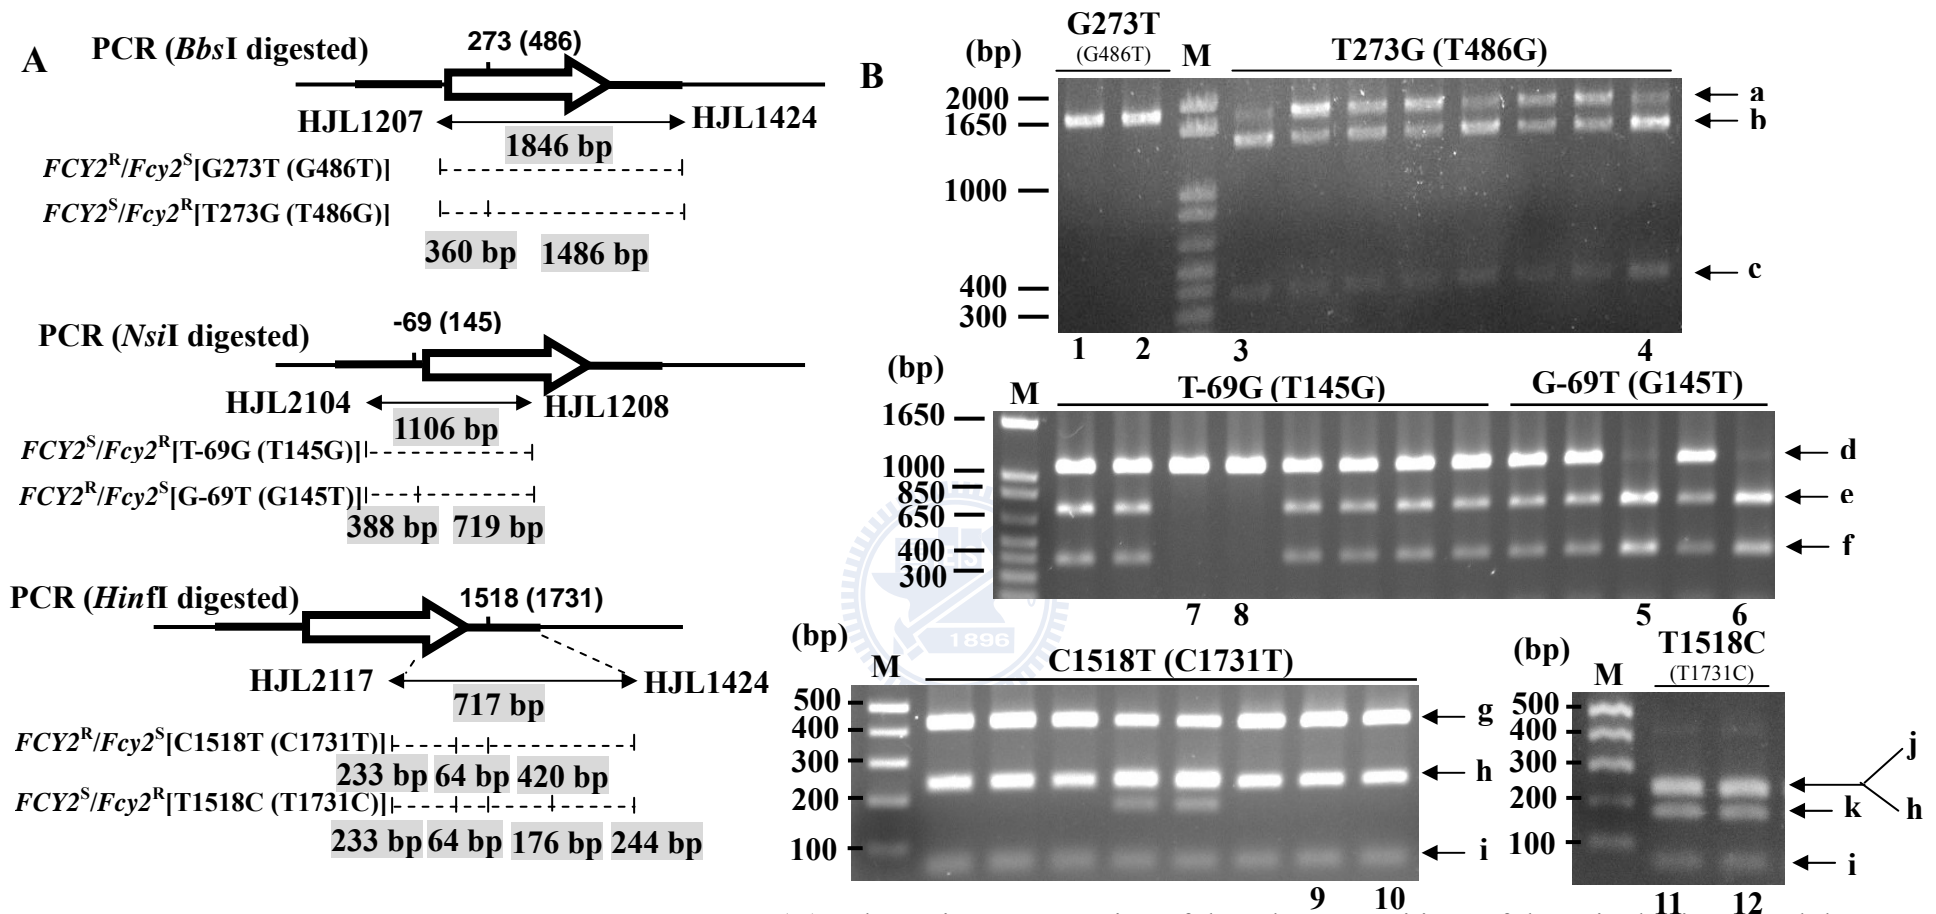 A
PCR (BbsI digested)
273 (486)
HJL1207
HJL1424
1846 bp
FCY2R/Fcy2S[G273T (G486T)]
FCY2S/Fcy2R[T273G (T486G)]
360 bp
1486 bp
PCR (NsiI digested)
-69 (145)
HJL2104
HJL1208
1106 bp
FCY2S/Fcy2R[T-69G (T145G)]
FCY2R/Fcy2S[G-69T (G145T)]
388 bp
719 bp
PCR (HinfI digested)
1518 (1731)
HJL2117
HJL1424
717 bp
FCY2R/Fcy2S[C1518T (C1731T)]
233 bp
64 bp
420 bp
FCY2S/Fcy2R[T1518C (T1731C)]
233 bp
64 bp
176 bp
244 bp
B
(bp)
G273T
(G486T)
M
T273G (T486G)
2000
1650
1000
400
300
a
b
c
1
2
3
4
(bp)
M
T-69G (T145G)
G-69T (G145T)
1650
1000
850
650
400
300
d
e
f
7
8
5
6
1896
(bp)
M
C1518T (C1731T)
500
400
300
200
100
g
h
i
9
10
(bp)
M
T1518C
(T1731C)
500
400
300
200
100
j
k
h
i
11
12